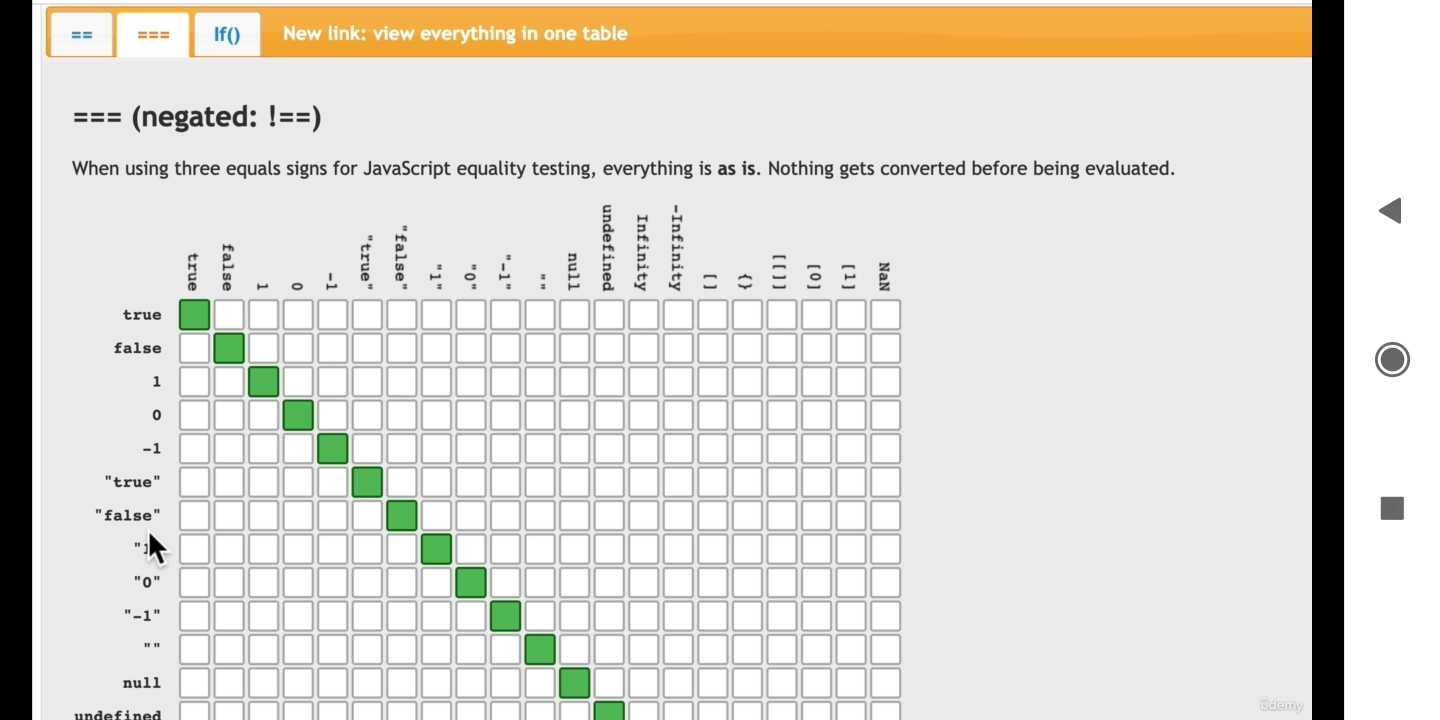 == === If() New link: view everything in one table
=== (negated: !==)
When using three equals signs for JavaScript equality testing, everything is as is. Nothing gets converted before being evaluated.
true false 1 0 -1 "true" "false" "1" "0" "-1" "" null undefined Infinity -Infinity [] {} [[]] [0] [1] NaN
true
false
1
0
-1
"true"
"false"
"0"
"-1"
""
null
undefined
ûdemy